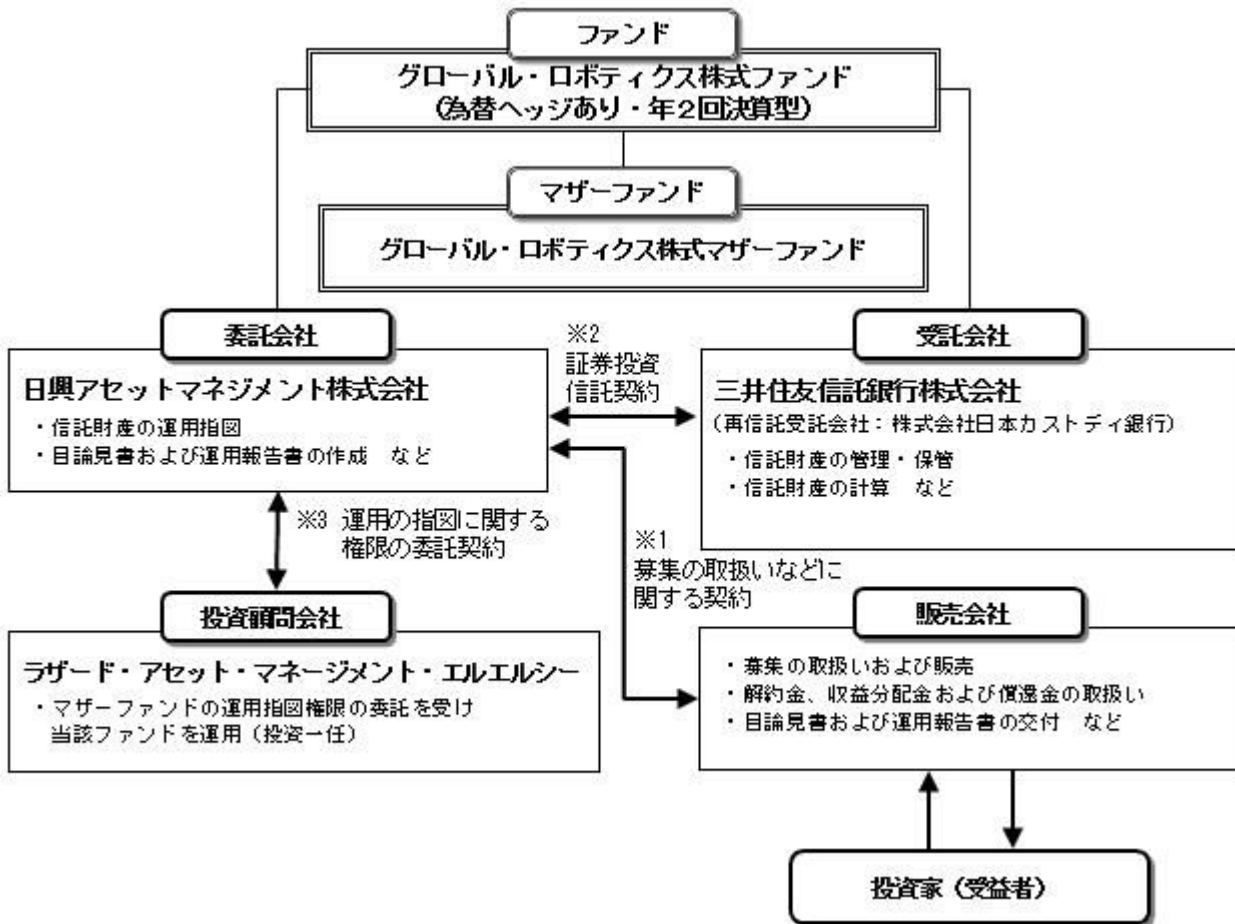 ファンド
グローバル・ロボティクス株式ファンド
(為替ヘッジあり・年2回決算型)
マザーファンド
グローバル・ロボティクス株式マザーファンド
委託会社
日興アセットマネジメント株式会社
・信託財産の運用指図
・目論見書および運用報告書の作成 など
※2
証券投資
信託契約
受託会社
三井住友信託銀行株式会社
(再信託受託会社:株式会社日本カストディ銀行)
・信託財産の管理・保管
・信託財産の計算 など
※3 運用の指図に関する
権限の委託契約
※1
募集の取扱いなどに
関する契約
投資顧問会社
ラザード・アセット・マネージメント・エルエルシー
・マザーファンドの運用指図権限の委託を受け
当該ファンドを運用(投資一任)
販売会社
・募集の取扱いおよび販売
・解約金、収益分配金および償還金の取扱い
・目論見書および運用報告書の交付 など
投資家(受益者)